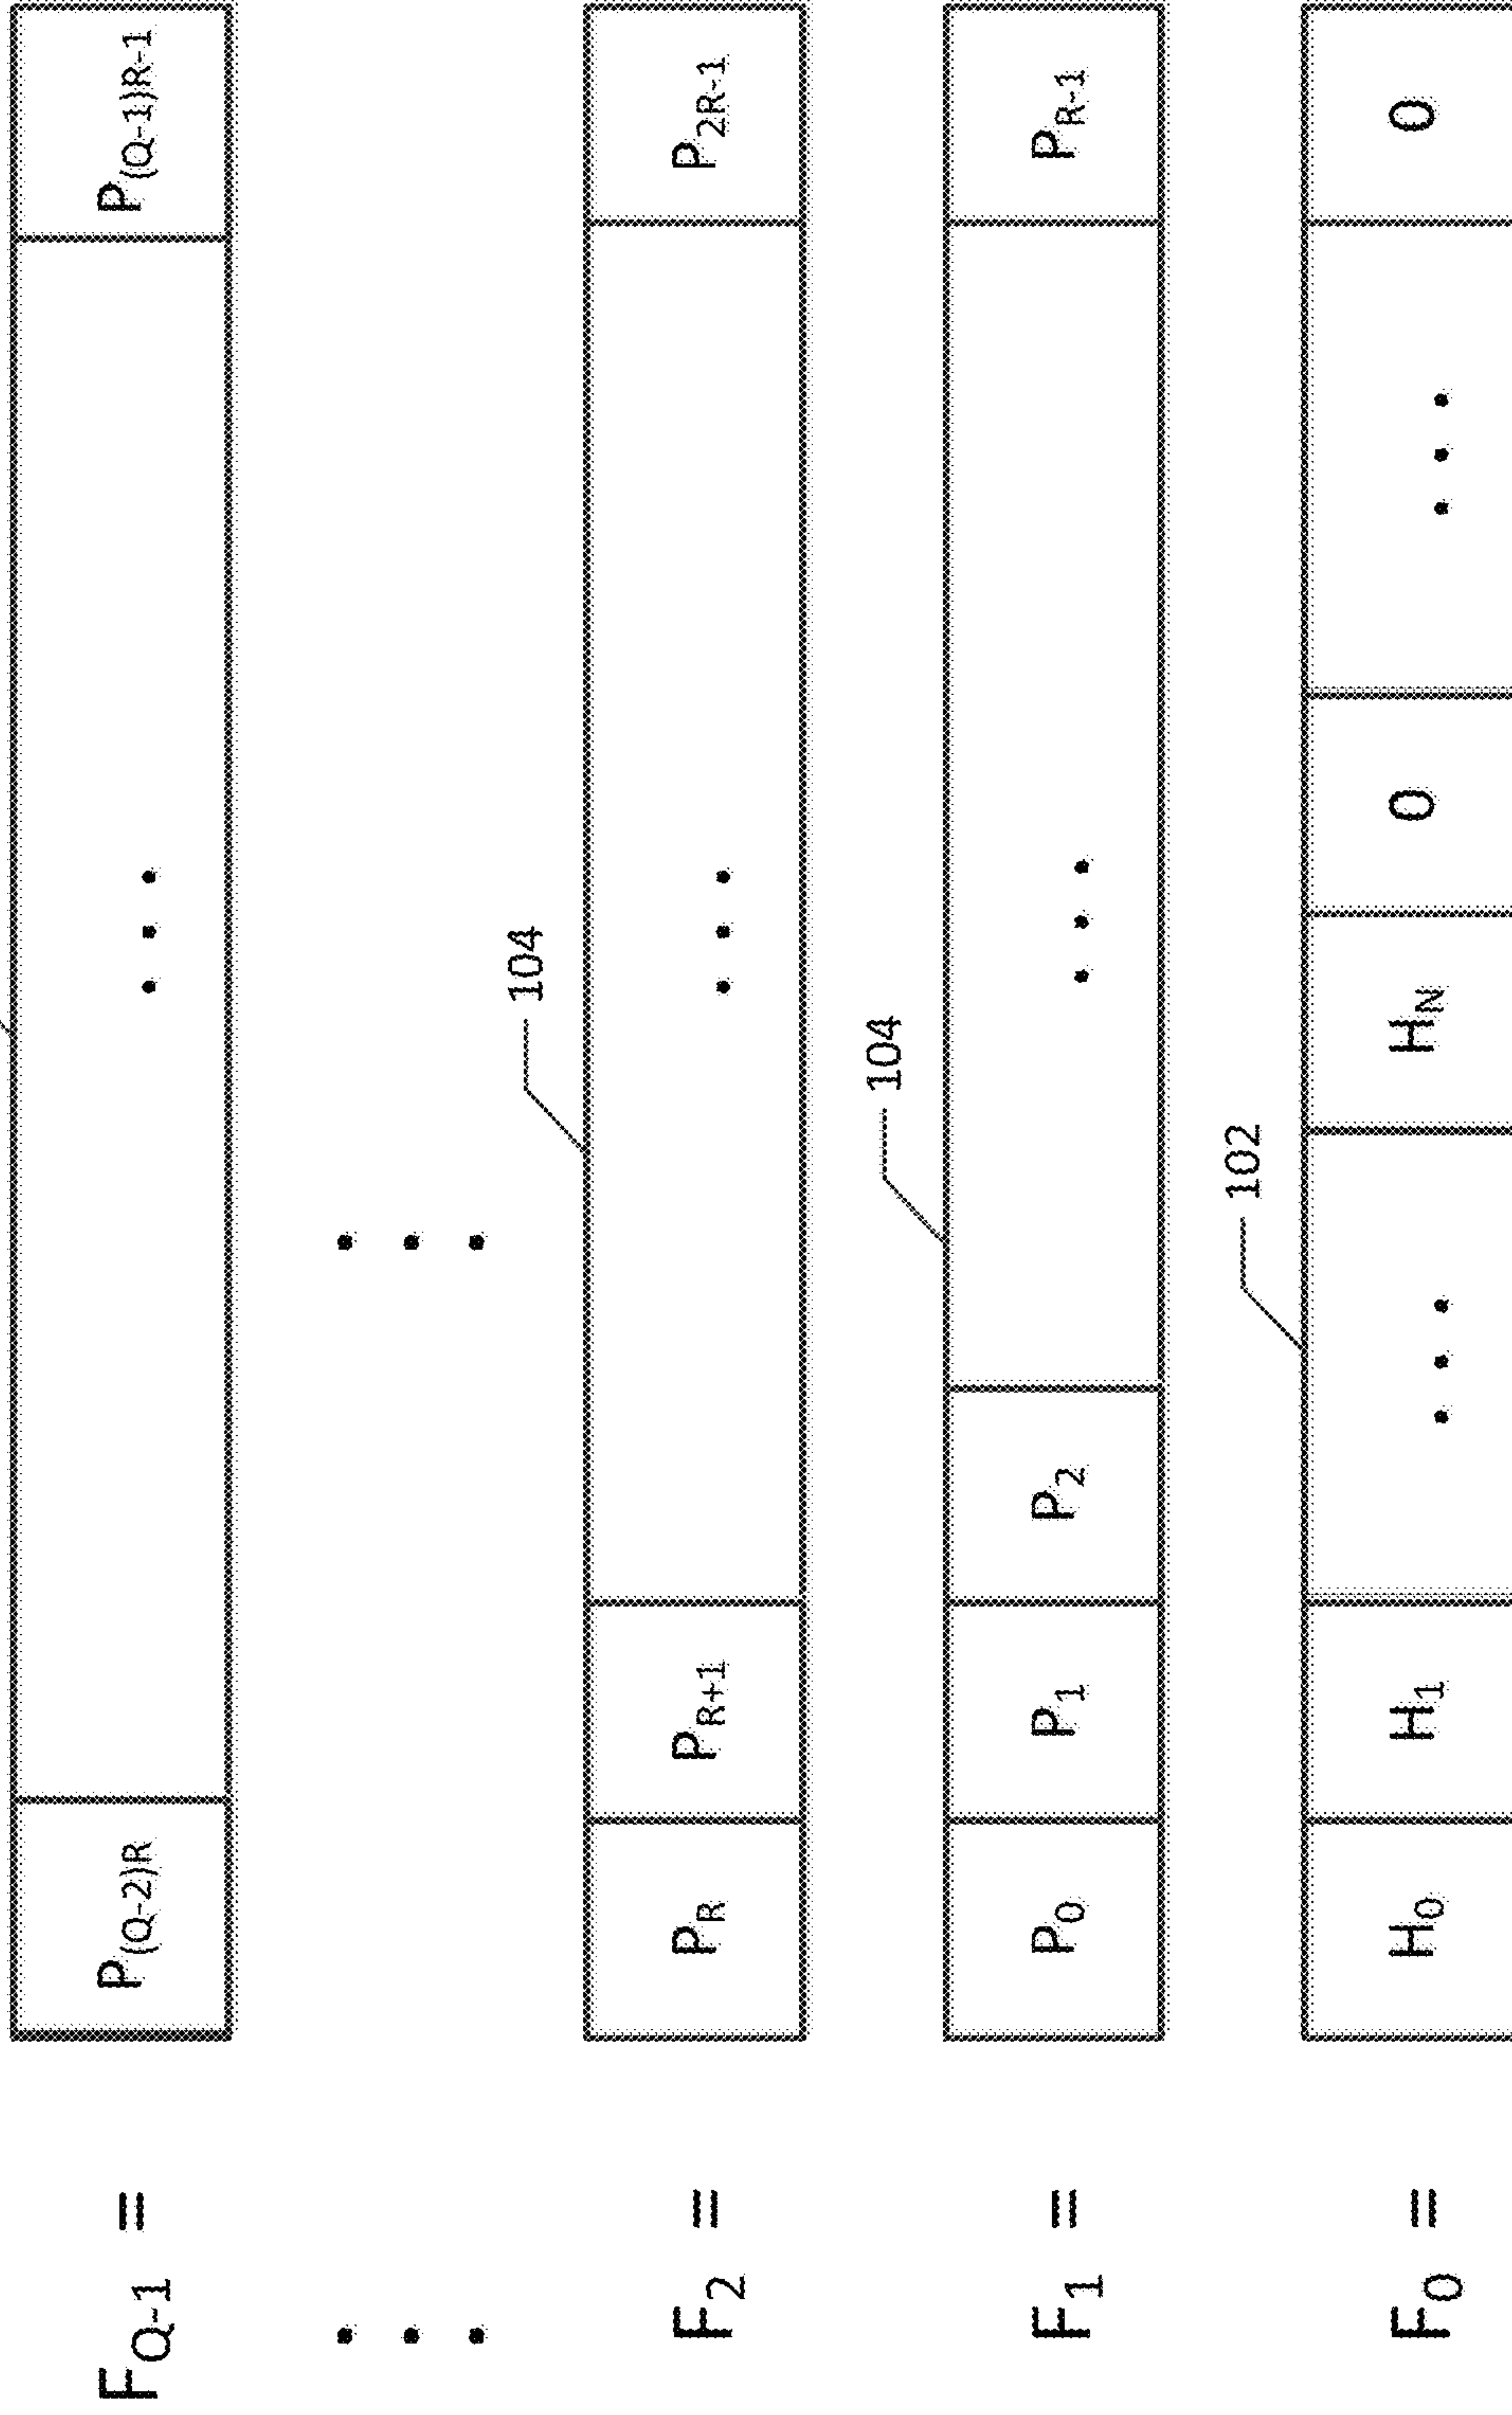 F_{Q-1} = P_{(Q-2)R} • • • P_{(Q-1)R-1}
• • • • • •
104
F_2 = P_R P_{R+1} • • • P_{2R-1}
104
F_1 = P_0 P_1 P_2 • • • P_{R-1}
102
F_0 = H_0 H_1 • • • H_N 0 • • • 0